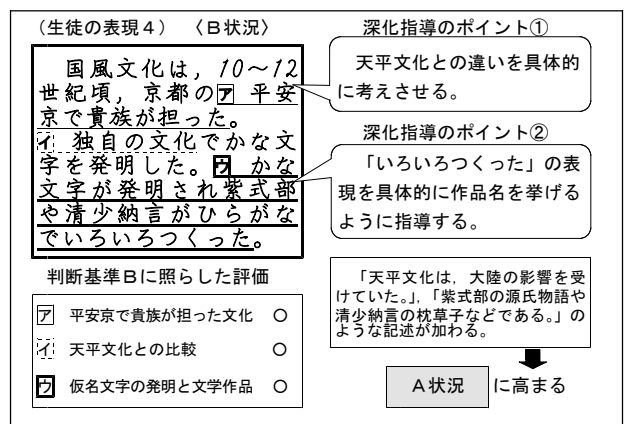 （生徒の表現４）　〈Ｂ状況〉
国風文化は，10～12
世紀頃，京都のア 平安
京で貴族が担った。
イ 独自の文化でかな文
字を発明した。ウ かな
文字が発明され紫式部
や清少納言がひらがな
でいろいろつくった。
判断基準Ｂに照らした評価
ア 平安京で貴族が担った文化 ○
イ 天平文化との比較 ○
ウ 仮名文字の発明と文学作品 ○
深化指導のポイント①
天平文化との違いを具体的
に考えさせる。
深化指導のポイント②
「いろいろつくった」の表
現を具体的に作品名を挙げる
ように指導する。
「天平文化は，大陸の影響を受
けていた。」，「紫式部の源氏物語や
清少納言の枕草子などである。」の
ような記述が加わる。
Ａ状況 に高まる